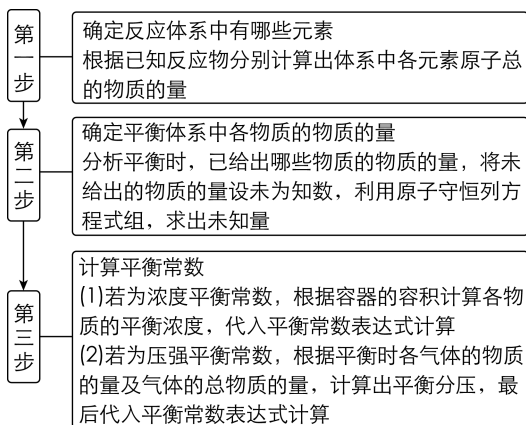 第一步
确定反应体系中有哪些元素
根据已知反应物分别计算出体系中各元素原子总
的物质的量
第二步
确定平衡体系中各物质的物质的量
分析平衡时，已给出哪些物质的物质的量，将未
给出的物质的量设未为知数，利用原子守恒列方
程式组，求出未知量
第三步
计算平衡常数
(1)若为浓度平衡常数，根据容器的容积计算各物
质的平衡浓度，代入平衡常数表达式计算
(2)若为压强平衡常数，根据平衡时各气体的物质
的量及气体的总物质的量，计算出平衡分压，最
后代入平衡常数表达式计算